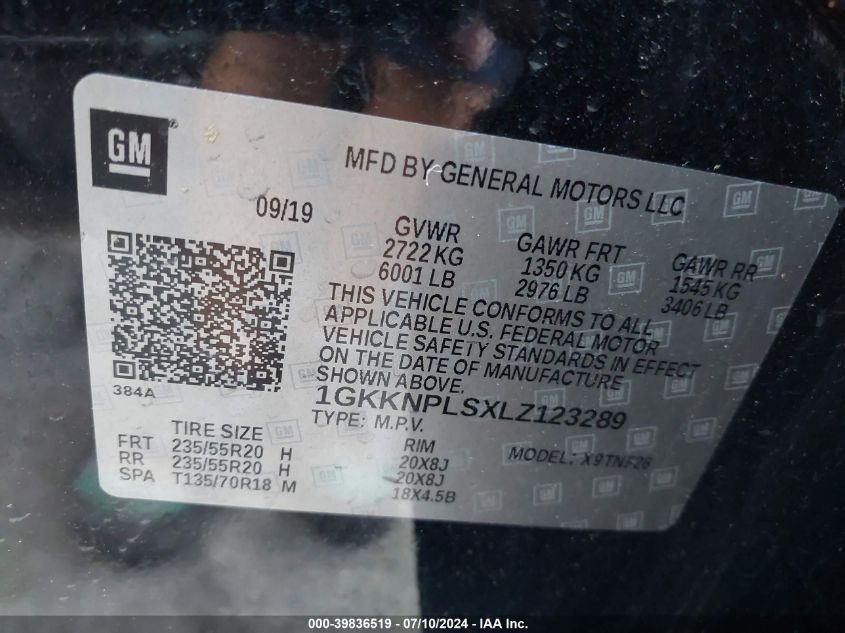 GM
MFD BY GENERAL MOTORS LLC
09/19
GVWR
2722 KG
6001 LB
GAWR FRT
1350 KG
2976 LB
GAWR RR
1545 KG
3406 LB
THIS VEHICLE CONFORMS TO ALL
APPLICABLE U.S. FEDERAL MOTOR
VEHICLE SAFETY STANDARDS IN EFFECT
ON THE DATE OF MANUFACTURE
SHOWN ABOVE.
384A
1GKKNPLSXLZ123289
TYPE: M.P.V.
MODEL: X9TNF26
TIRE SIZE RIM
FRT 235/55R20 H 20X8J
RR 235/55R20 H 20X8J
SPA T135/70R18 M 18X4.5B
000-39836519 - 07/10/2024 - IAA Inc.